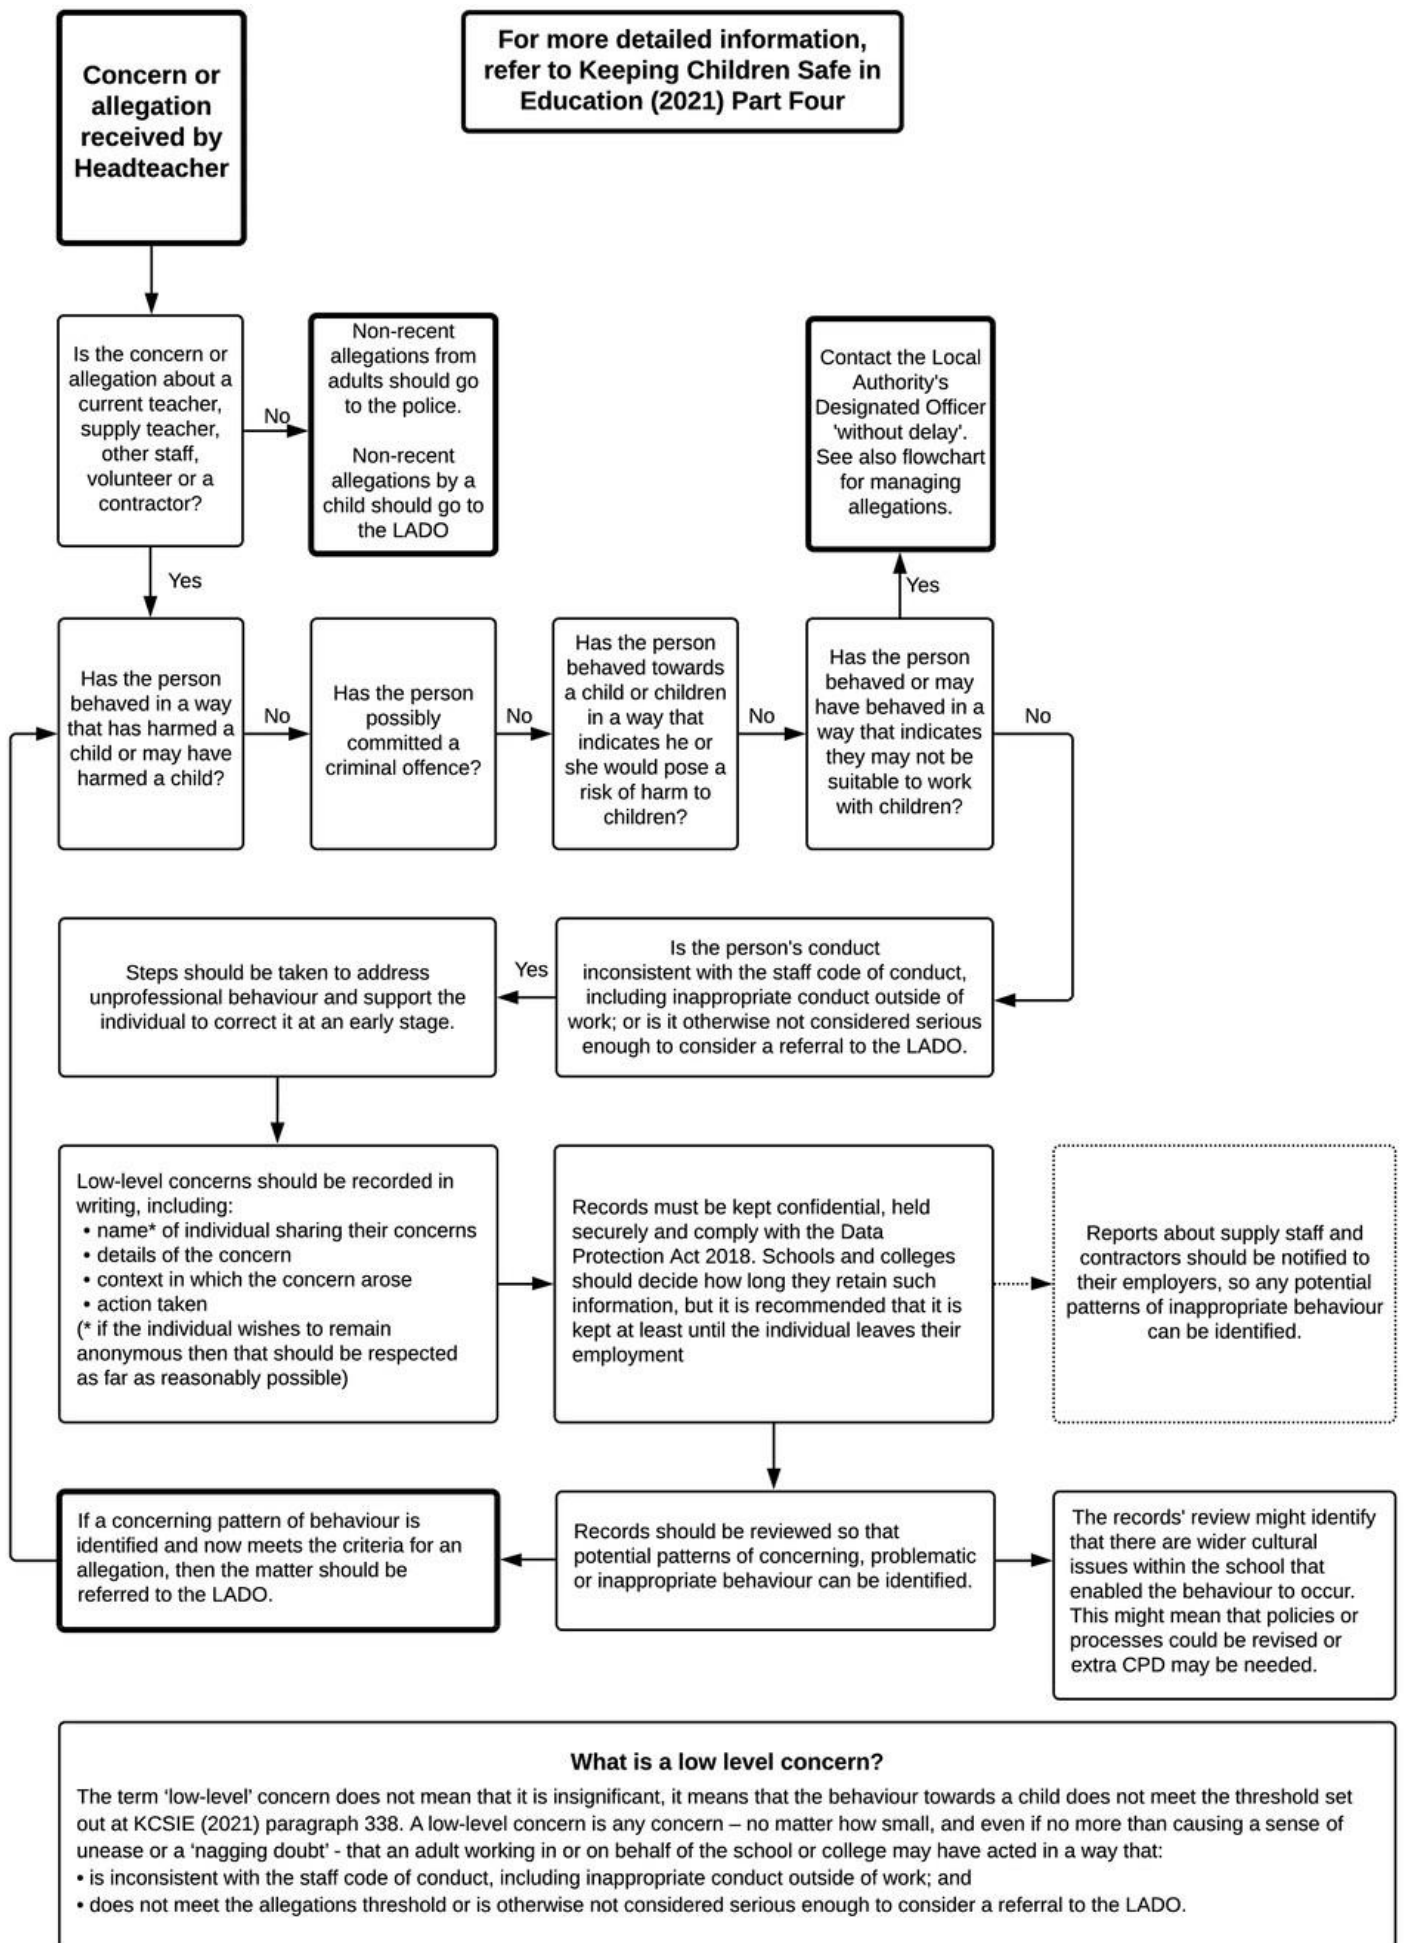 Concern or
allegation
received by
Headteacher
For more detailed information,
refer to Keeping Children Safe in
Education (2021) Part Four
Is the concern or
allegation about a
current teacher,
supply teacher,
other staff,
volunteer or a
contractor?
No
Non-recent
allegations from
adults should go
to the police.
Non-recent
allegations by a
child should go to
the LADO
Contact the Local
Authority's
Designated Officer
'without delay'.
See also flowchart
for managing
allegations.
Yes
Yes
Has the person
behaved in a way
that has harmed a
child or may have
harmed a child?
No
Has the person
possibly
committed a
criminal offence?
No
Has the person
behaved towards
a child or children
in a way that
indicates he or
she would pose a
risk of harm to
children?
No
Has the person
behaved or may
have behaved in a
way that indicates
they may not be
suitable to work
with children?
No
Is the person's conduct
inconsistent with the staff code of conduct,
including inappropriate conduct outside of
work; or is it otherwise not considered serious
enough to consider a referral to the LADO.
Yes
Steps should be taken to address
unprofessional behaviour and support the
individual to correct it at an early stage.
Low-level concerns should be recorded in
writing, including:
• name* of individual sharing their concerns
• details of the concern
• context in which the concern arose
• action taken
(* if the individual wishes to remain
anonymous then that should be respected
as far as reasonably possible)
Records must be kept confidential, held
securely and comply with the Data
Protection Act 2018. Schools and colleges
should decide how long they retain such
information, but it is recommended that it is
kept at least until the individual leaves their
employment
Reports about supply staff and
contractors should be notified to
their employers, so any potential
patterns of inappropriate behaviour
can be identified.
If a concerning pattern of behaviour is
identified and now meets the criteria for an
allegation, then the matter should be
referred to the LADO.
Records should be reviewed so that
potential patterns of concerning, problematic
or inappropriate behaviour can be identified.
The records' review might identify
that there are wider cultural
issues within the school that
enabled the behaviour to occur.
This might mean that policies or
processes could be revised or
extra CPD may be needed.
What is a low level concern?
The term 'low-level' concern does not mean that it is insignificant, it means that the behaviour towards a child does not meet the threshold set
out at KCSIE (2021) paragraph 338. A low-level concern is any concern – no matter how small, and even if no more than causing a sense of
unease or a 'nagging doubt' - that an adult working in or on behalf of the school or college may have acted in a way that:
• is inconsistent with the staff code of conduct, including inappropriate conduct outside of work; and
• does not meet the allegations threshold or is otherwise not considered serious enough to consider a referral to the LADO.